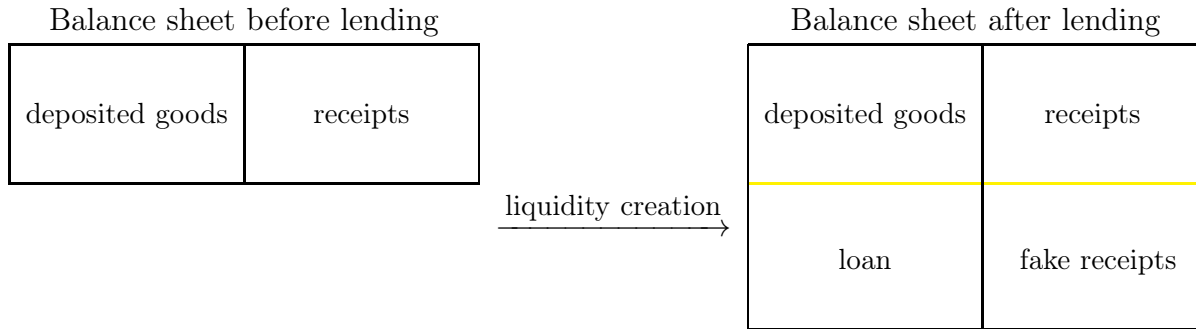 Balance sheet before lending
deposited goods
receipts
liquidity creation
Balance sheet after lending
deposited goods
receipts
loan
fake receipts